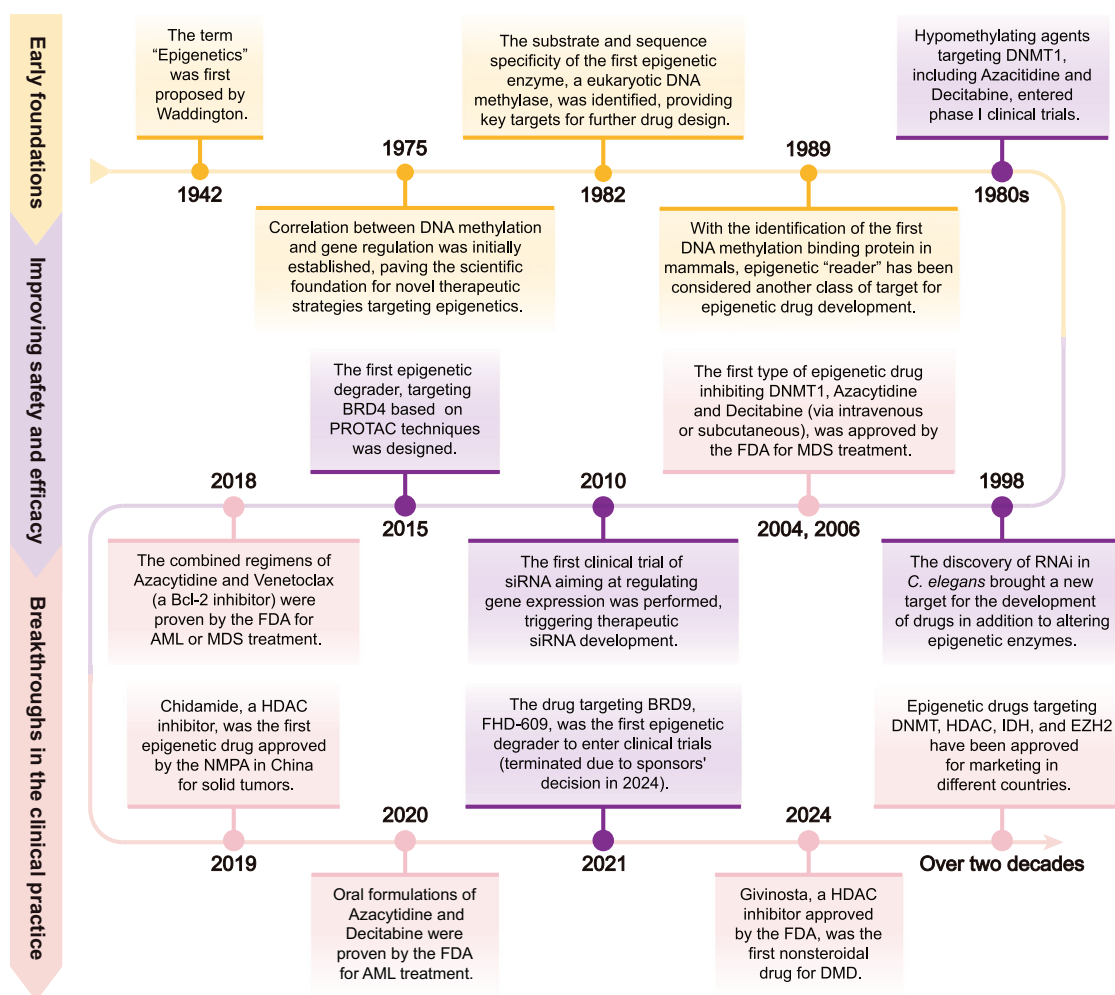 Early foundations
The term
“Epigenetics”
was first
proposed by
Waddington.
1942
1975
Correlation between DNA methylation
and gene regulation was initially
established, paving the scientific
foundation for novel therapeutic
strategies targeting epigenetics.
The substrate and sequence
specificity of the first epigenetic
enzyme, a eukaryotic DNA
methylase, was identified, providing
key targets for further drug design.
1982
1989
With the identification of the first
DNA methylation binding protein in
mammals, epigenetic “reader” has been
considered another class of target for
epigenetic drug development.
Hypomethylating agents
targeting DNMT1,
including Azacitidine and
Decitabine, entered
phase I clinical trials.
1980s
Improving safety and efficacy
1998
The discovery of RNAi in
C. elegans brought a new
target for the development
of drugs in addition to altering
epigenetic enzymes.
The first type of epigenetic drug
inhibiting DNMT1, Azacytidine
and Decitabine (via intravenous
or subcutaneous), was approved by
the FDA for MDS treatment.
2004, 2006
2010
The first clinical trial of
siRNA aiming at regulating
gene expression was performed,
triggering therapeutic
siRNA development.
The first epigenetic
degrader, targeting
BRD4 based on
PROTAC techniques
was designed.
2015
2018
The combined regimens of
Azacytidine and Venetoclax
(a Bcl-2 inhibitor) were
proven by the FDA for
AML or MDS treatment.
Breakthroughs in the clinical practice
Chidamide, a HDAC
inhibitor, was the first
epigenetic drug approved
by the NMPA in China
for solid tumors.
2019
2020
Oral formulations of
Azacytidine and
Decitabine were
proven by the FDA
for AML treatment.
The drug targeting BRD9,
FHD-609, was the first epigenetic
degrader to enter clinical trials
(terminated due to sponsors'
decision in 2024).
2021
2024
Givinosta, a HDAC
inhibitor approved
by the FDA, was the
first nonsteroidal
drug for DMD.
Epigenetic drugs targeting
DNMT, HDAC, IDH, and EZH2
have been approved
for marketing in
different countries.
Over two decades